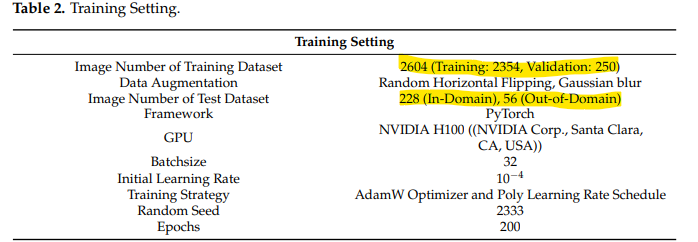 Table 2. Training Setting.
Training Setting
Image Number of Training Dataset 2604 (Training: 2354, Validation: 250)
Data Augmentation Random Horizontal Flipping, Gaussian blur
Image Number of Test Dataset 228 (In-Domain), 56 (Out-of-Domain)
Framework PyTorch
GPU NVIDIA H100 ((NVIDIA Corp., Santa Clara,
CA, USA))
Batchsize 32
Initial Learning Rate 10⁻⁴
Training Strategy AdamW Optimizer and Poly Learning Rate Schedule
Random Seed 2333
Epochs 200